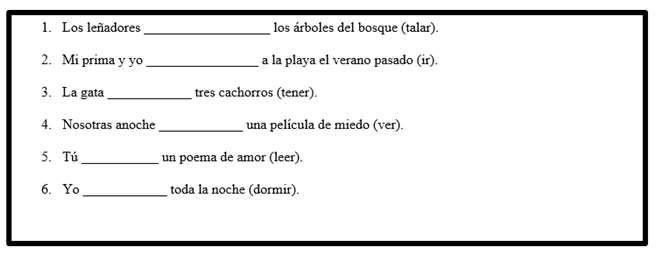 1. Los leñadores __________________ los árboles del bosque (talar).
2. Mi prima y yo ________________ a la playa el verano pasado (ir).
3. La gata ____________ tres cachorros (tener).
4. Nosotras anoche ____________ una película de miedo (ver).
5. Tú ___________ un poema de amor (leer).
6. Yo ____________ toda la noche (dormir).